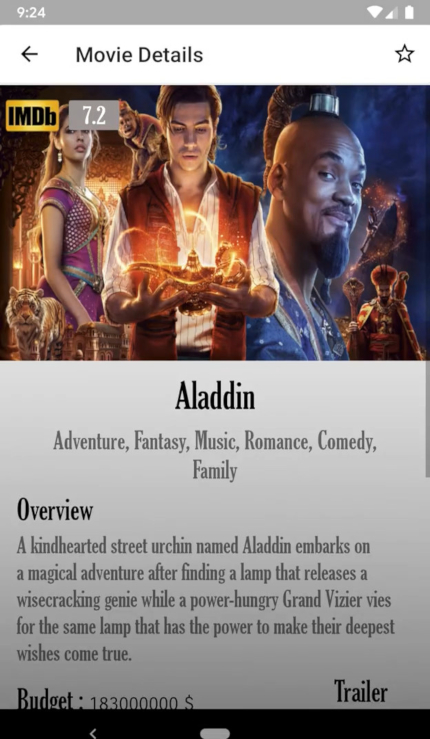 9:24
Movie Details
IMDb 7.2
Aladdin
Adventure, Fantasy, Music, Romance, Comedy,
Family
Overview
A kindhearted street urchin named Aladdin embarks on
a magical adventure after finding a lamp that releases a
wisecracking genie while a power-hungry Grand Vizier vies
for the same lamp that has the power to make their deepest
wishes come true.
Budget : 183000000 $
Trailer